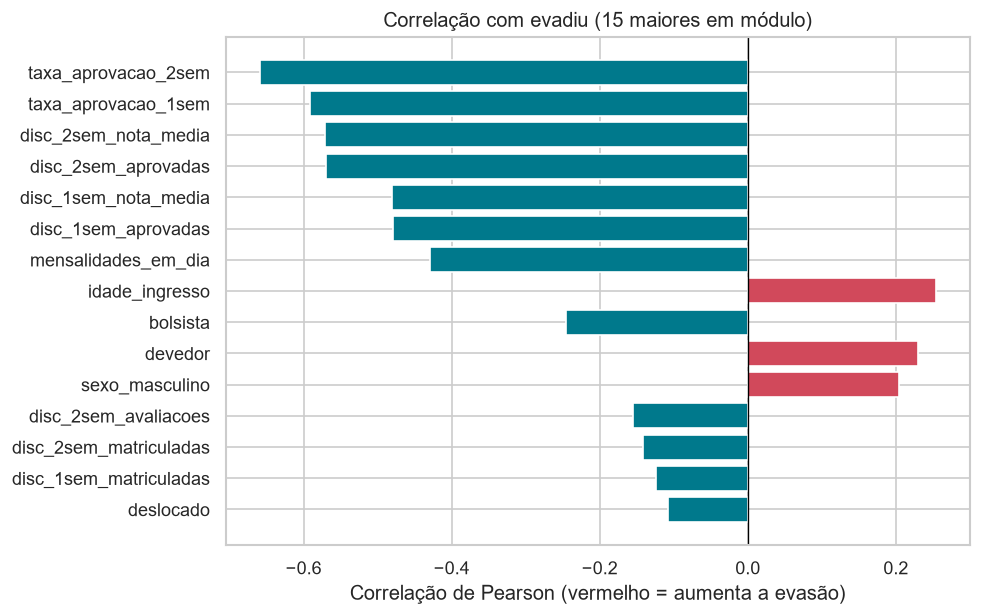 Correlação com evadiu (15 maiores em módulo)
taxa_aprovacao_2sem
taxa_aprovacao_1sem
disc_2sem_nota_media
disc_2sem_aprovadas
disc_1sem_nota_media
disc_1sem_aprovadas
mensalidades_em_dia
idade_ingresso
bolsista
devedor
sexo_masculino
disc_2sem_avaliacoes
disc_2sem_matriculadas
disc_1sem_matriculadas
deslocado
−0.6 −0.4 −0.2 0.0 0.2
Correlação de Pearson (vermelho = aumenta a evasão)